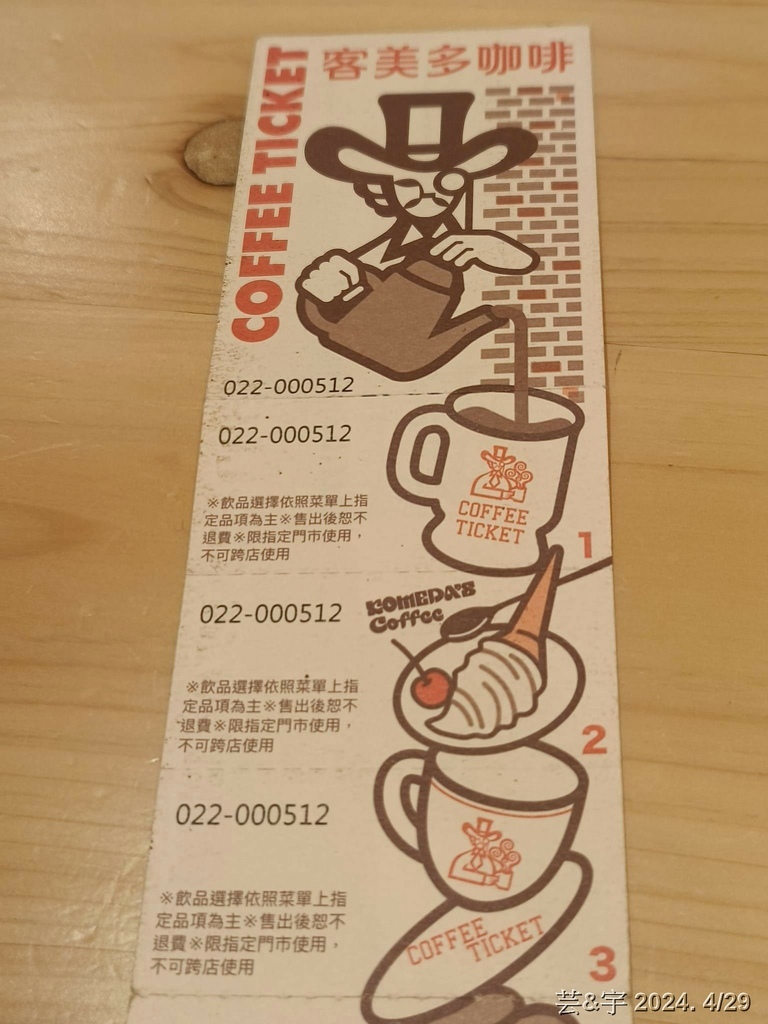 客美多咖啡
COFFEE TICKET
022-000512
022-000512
COFFEE
TICKET
※飲品選擇依照菜單上指
定品項為主※售出後恕不
退費※限指定門市使用，
不可跨店使用
1
022-000512
KOMEDA'S
Coffee
※飲品選擇依照菜單上指
定品項為主※售出後恕不
退費※限指定門市使用，
不可跨店使用
2
022-000512
※飲品選擇依照菜單上指
定品項為主※售出後恕不
退費※限指定門市使用，
不可跨店使用
COFFEE
TICKET
3
芸&宇 2024. 4/29